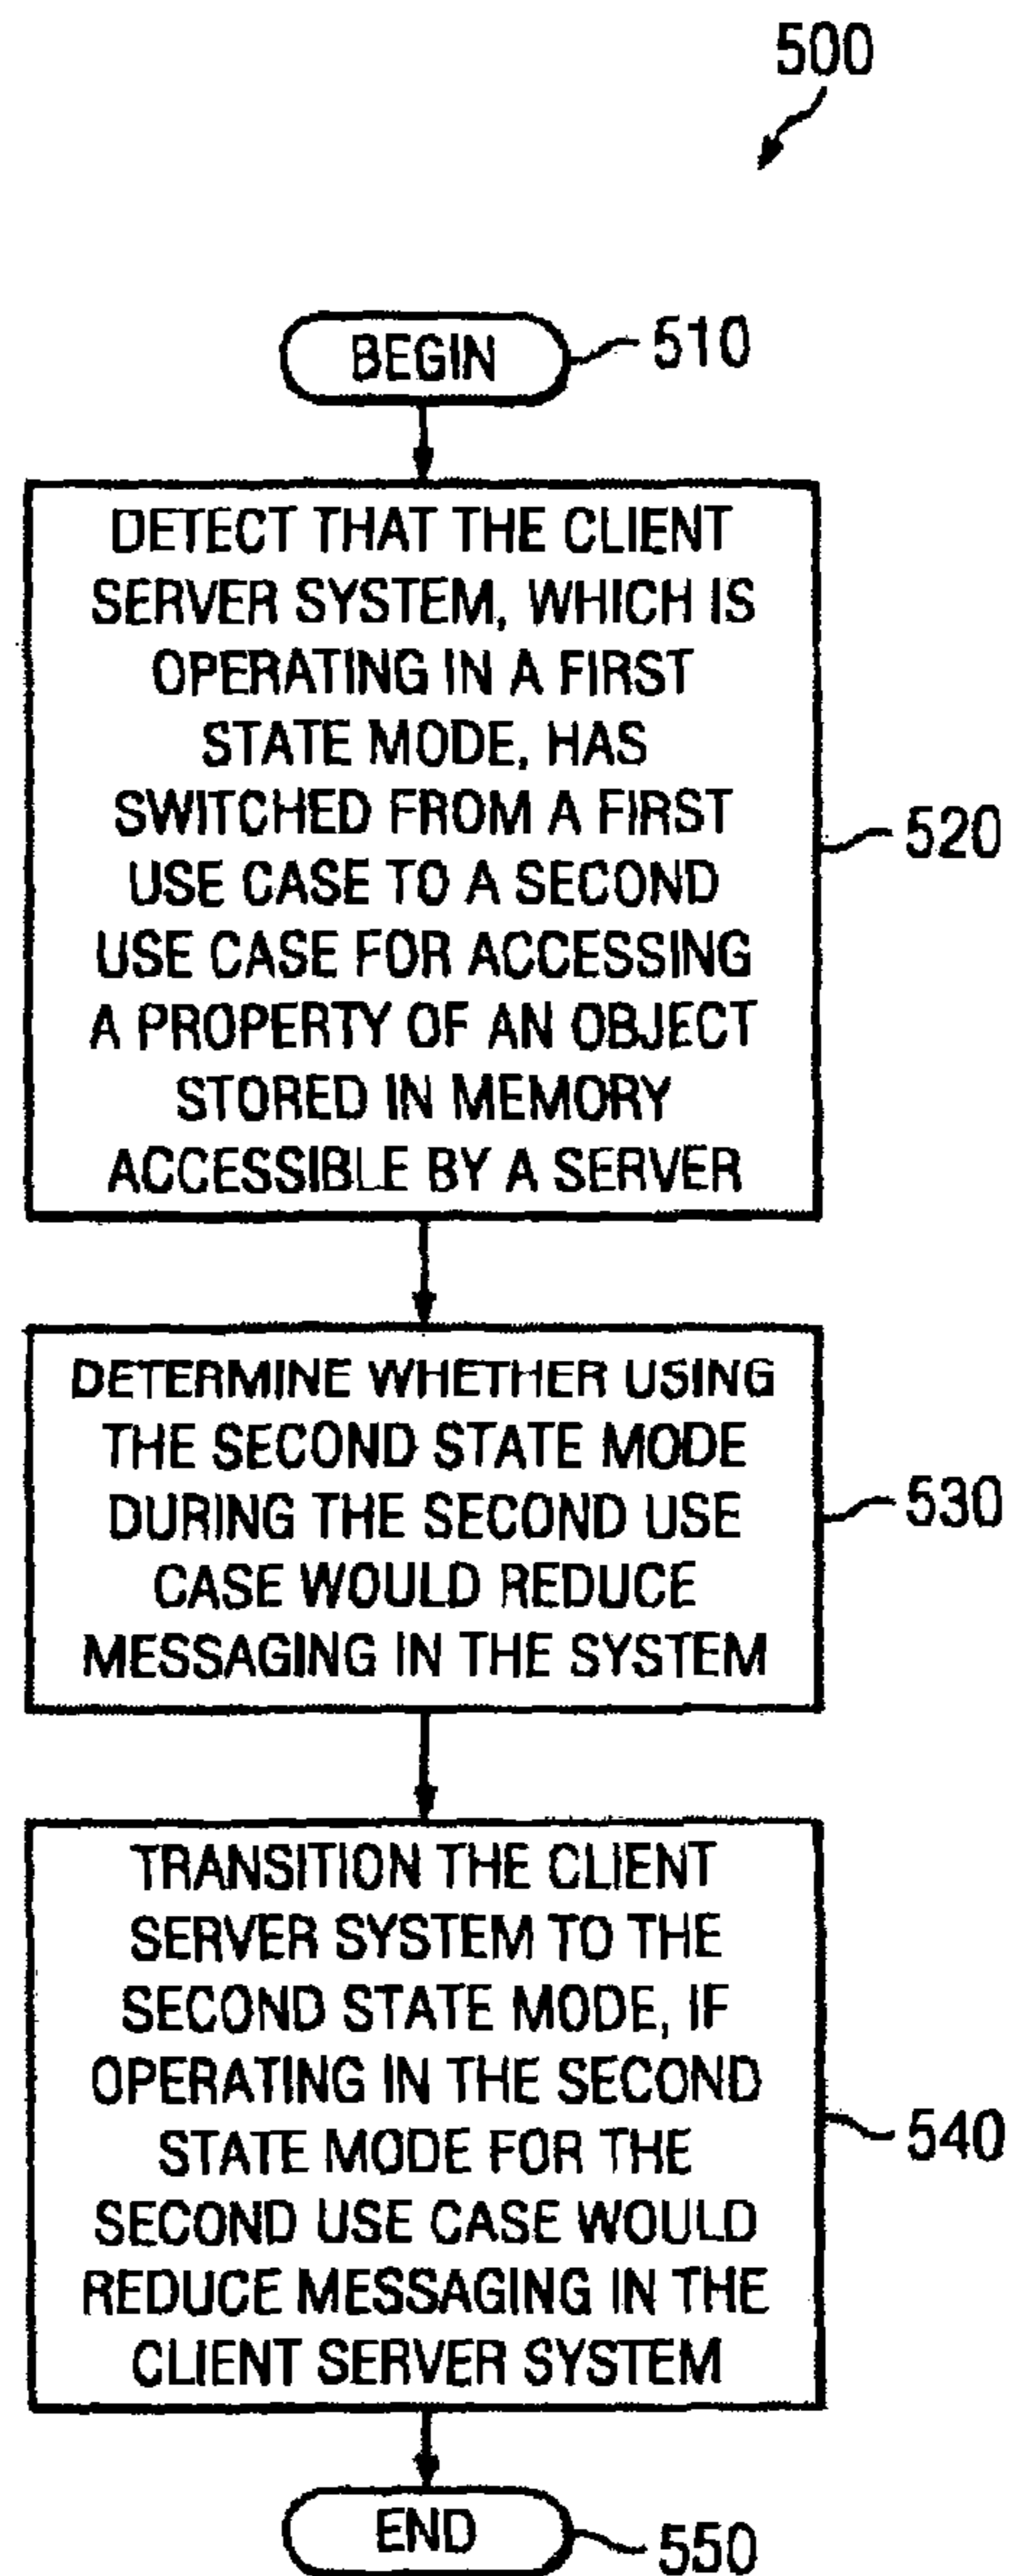 500
BEGIN
510
DETECT THAT THE CLIENT
SERVER SYSTEM, WHICH IS
OPERATING IN A FIRST
STATE MODE, HAS
SWITCHED FROM A FIRST
USE CASE TO A SECOND
USE CASE FOR ACCESSING
A PROPERTY OF AN OBJECT
STORED IN MEMORY
ACCESSIBLE BY A SERVER
520
DETERMINE WHETHER USING
THE SECOND STATE MODE
DURING THE SECOND USE
CASE WOULD REDUCE
MESSAGING IN THE SYSTEM
530
TRANSITION THE CLIENT
SERVER SYSTEM TO THE
SECOND STATE MODE, IF
OPERATING IN THE SECOND
STATE MODE FOR THE
SECOND USE CASE WOULD
REDUCE MESSAGING IN THE
CLIENT SERVER SYSTEM
540
END
550